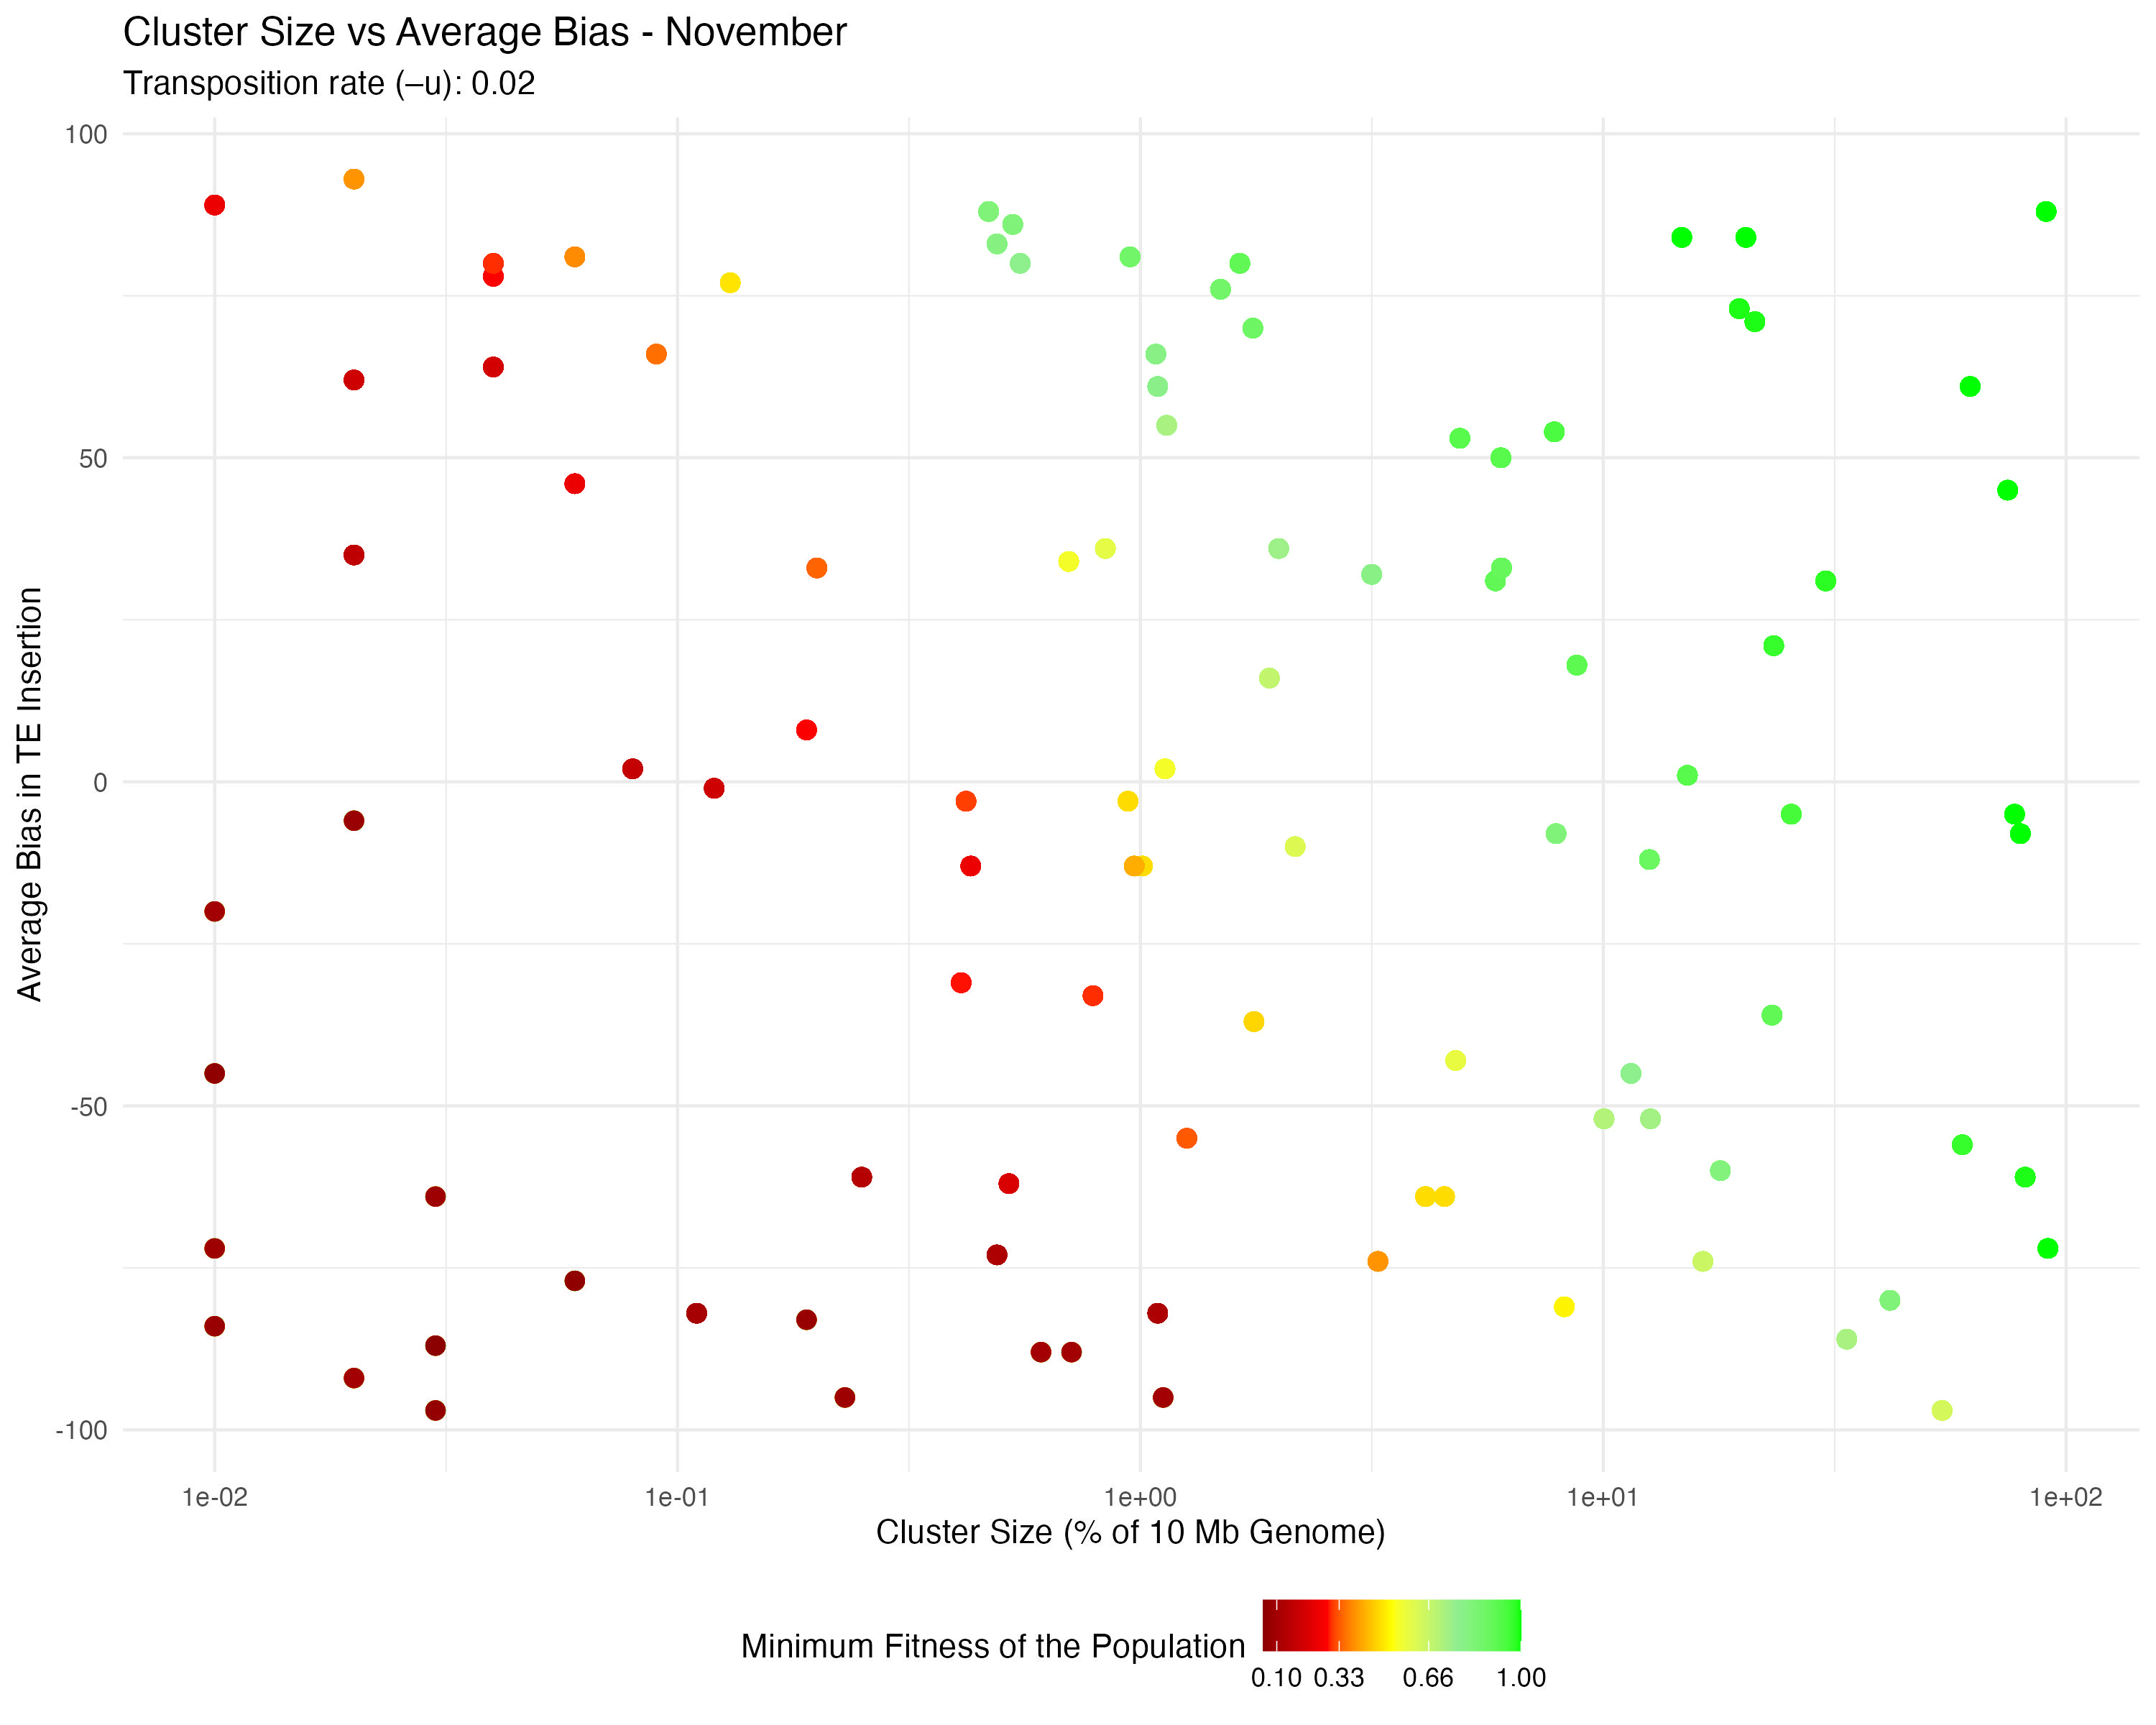 Cluster Size vs Average Bias - November
Transposition rate (−u): 0.02
Average Bias in TE Insertion
100
50
0
-50
-100
1e-02 1e-01 1e+00 1e+01 1e+02
Cluster Size (% of 10 Mb Genome)
Minimum Fitness of the Population
0.10 0.33 0.66 1.00